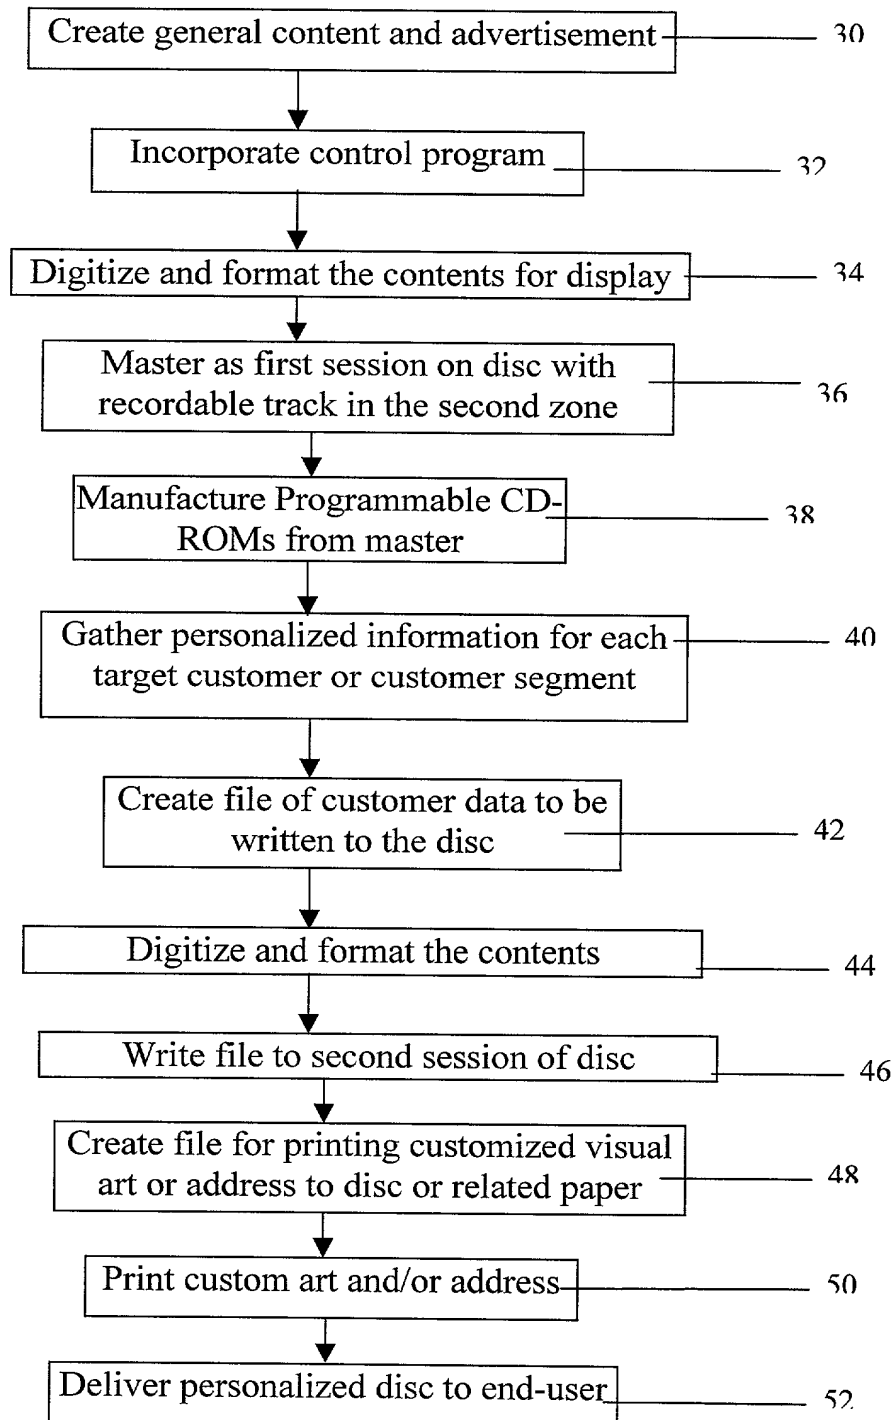 Create general content and advertisement 30
Incorporate control program 32
Digitize and format the contents for display 34
Master as first session on disc with
recordable track in the second zone 36
Manufacture Programmable CD-
ROMs from master 38
Gather personalized information for each 40
target customer or customer segment
Create file of customer data to be
written to the disc 42
Digitize and format the contents 44
Write file to second session of disc 46
Create file for printing customized visual
art or address to disc or related paper 48
Print custom art and/or address 50
Deliver personalized disc to end-user 52